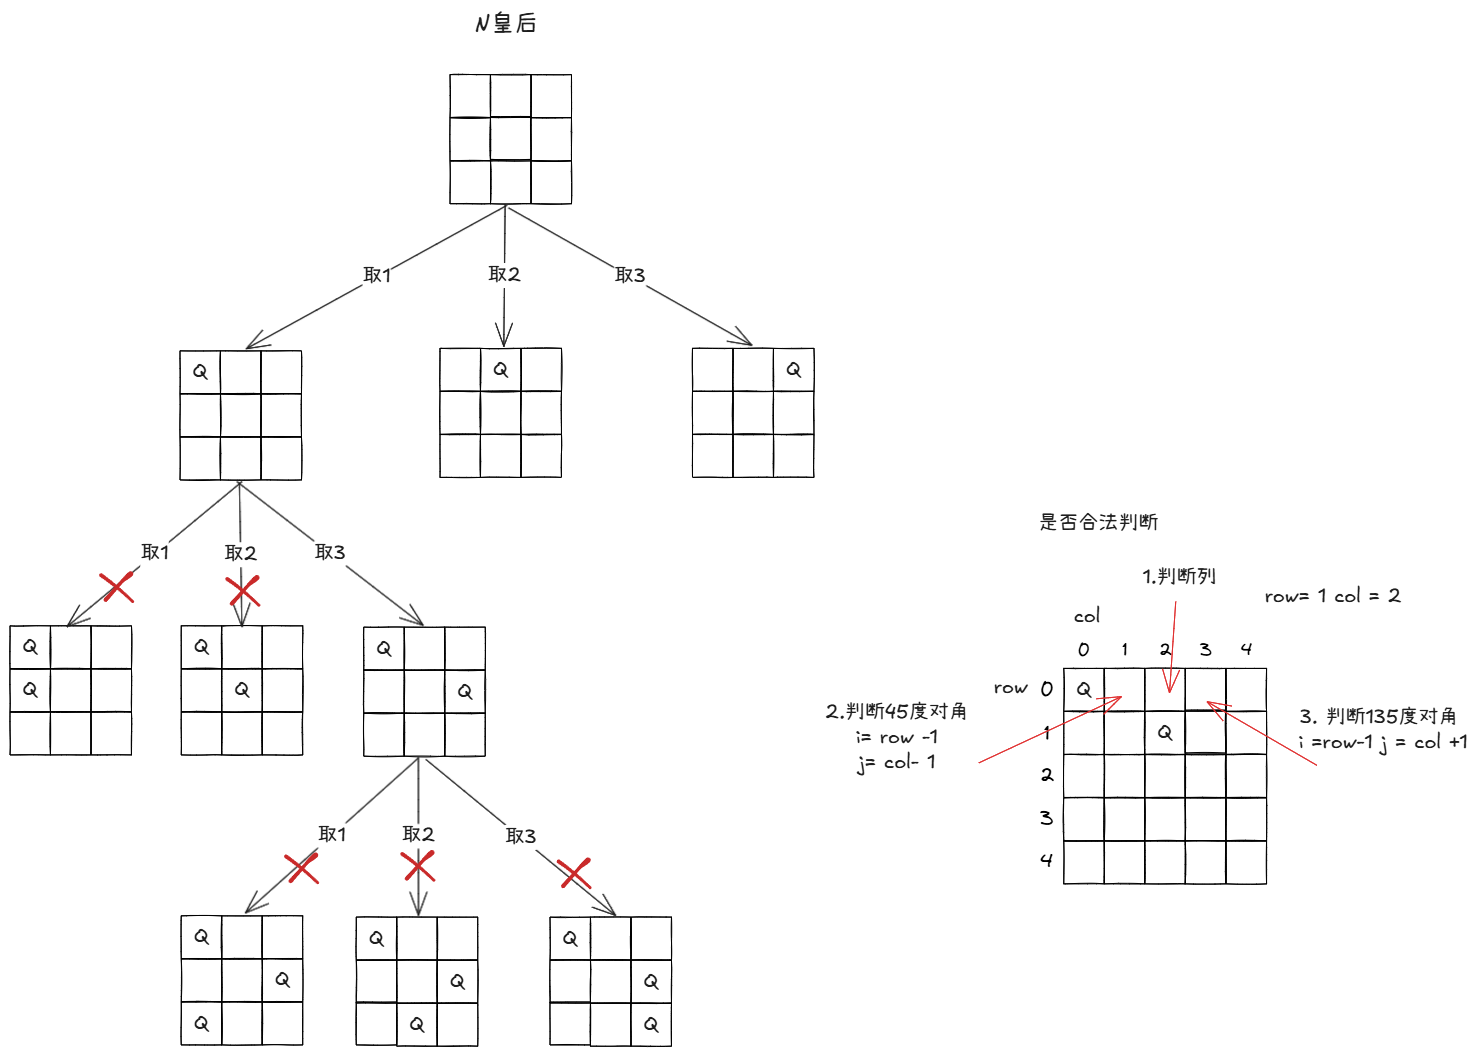 N皇后
取1
取2
取3
Q
Q
Q
取1
取2
取3
Q
Q
Q
Q
Q
Q
取1
取2
取3
Q
Q
Q
Q
Q
Q
Q
Q
Q
是否合法判断
1.判断列
row= 1 col = 2
col
0 1 2 3 4
row 0 Q
1 Q
2
3
4
2.判断45度对角
i= row -1
j= col- 1
3. 判断135度对角
i =row-1 j = col +1